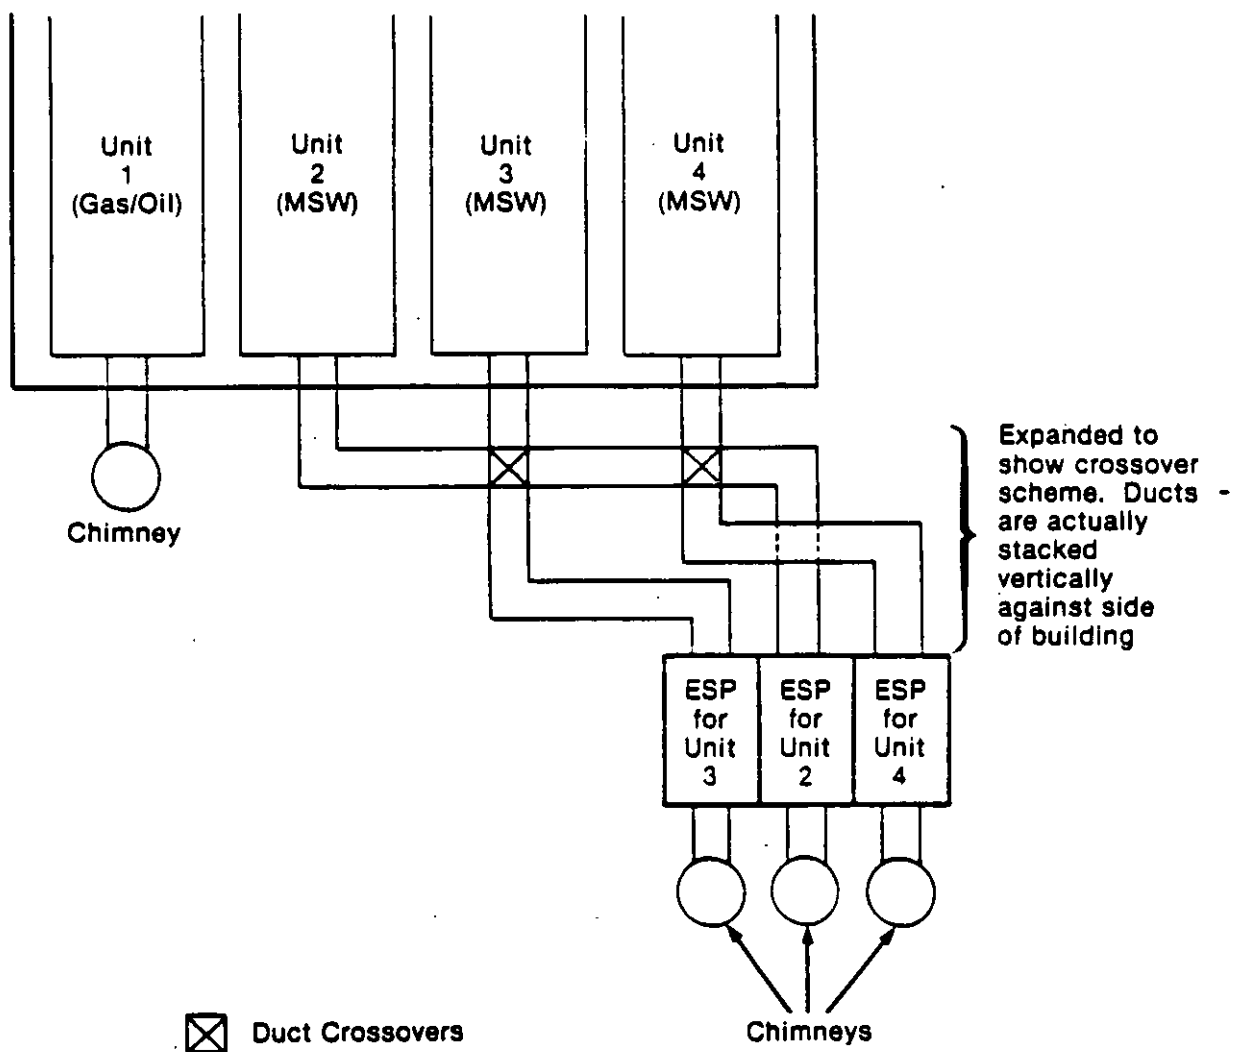 Unit
1
(Gas/Oil)
Unit
2
(MSW)
Unit
3
(MSW)
Unit
4
(MSW)
Chimney
Expanded to
show crossover
scheme. Ducts -
are actually
stacked
vertically
against side
of building
ESP
for
Unit
3
ESP
for
Unit
2
ESP
for
Unit
4
Duct Crossovers
Chimneys